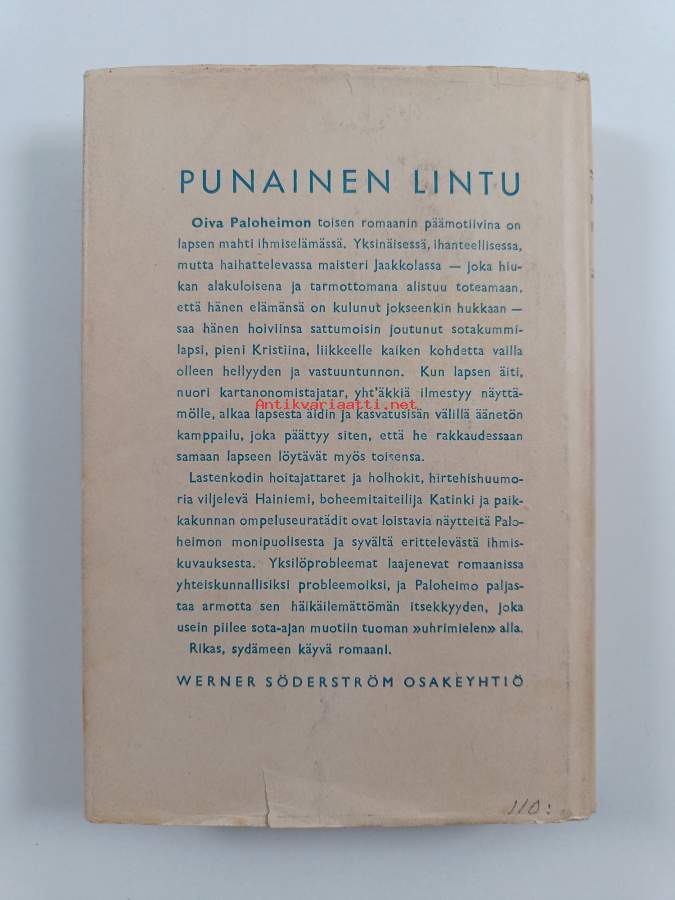 PUNAINEN LINTU
Oiva Paloheimon toisen romaanin päämotiivina on
lapsen mahti ihmiselämässä. Yksinäisessä, ihanteellisessa,
mutta haihattelevassa maisteri Jaakkolassa — joka hiu-
kan alakuloisena ja tarmottomana alistuu toteamaan,
että hänen elämänsä on kulunut jokseenkin hukkaan —
saa hänen hoiviinsa sattumoisin joutunut sotakummi-
lapsi, pieni Kristiina, liikkeelle kaiken kohdetta vailla
olleen hellyyden ja vastuuntunnon. Kun lapsen äiti,
nuori kartanonomistajatar, yht'äkkiä ilmestyy näyttä-
Antikvariaatti.net
mölle, alkaa lapsesta äidin ja kasvatusisän välillä äänetön
kamppailu, joka päättyy siten, että he rakkaudessaan
samaan lapseen löytävät myös toisensa.
Lastenkodin hoitajattaret ja holhokit, hirtehishuumo-
ria viljelevä Hainiemi, boheemitaiteilija Katinki ja paik-
kakunnan ompeluseuratädit ovat loistavia näytteitä Palo-
heimon monipuolisesta ja syvältä erittelevästä ihmis-
kuvauksesta. Yksilöprobleemat laajenevat romaanissa
yhteiskunnallisiksi probleemoiksi, ja Paloheimo paljas-
taa armotta sen häikäilemättömän itsekkyyden, joka
usein piilee sota-ajan muotiin tuoman »uhrimielen» alla.
Rikas, sydämeen käyvä romaani.
WERNER SÖDERSTRÖM OSAKEYHTIÖ
110: